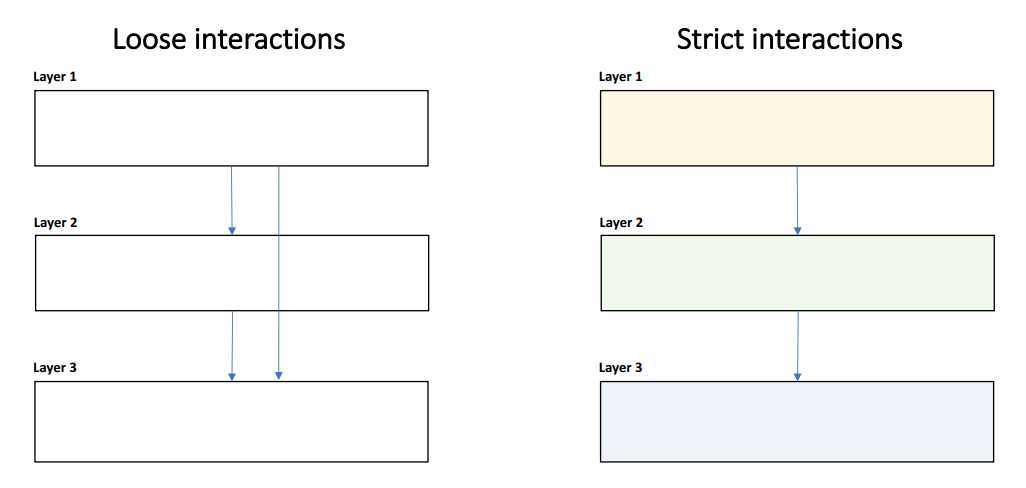 Loose interactions
Layer 1
Layer 2
Layer 3
Strict interactions
Layer 1
Layer 2
Layer 3